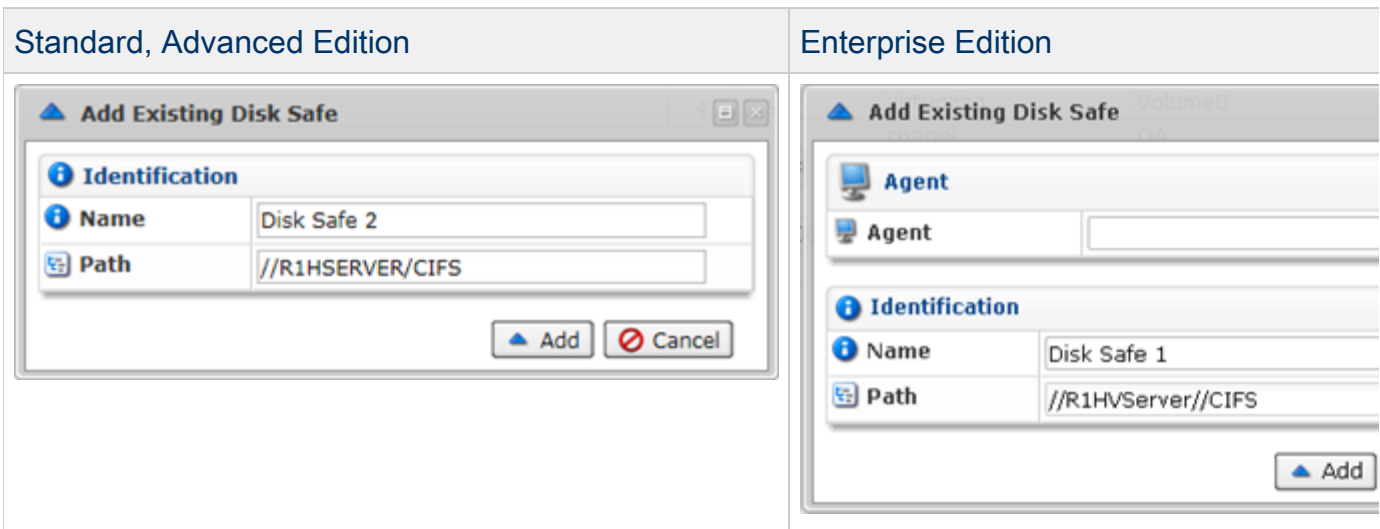 Standard, Advanced Edition
Enterprise Edition
Add Existing Disk Safe
Identification
Name
Disk Safe 2
Path
//R1HSERVER/CIFS
Add
Cancel
Add Existing Disk Safe
Volume0
Agent
Agent
Identification
Name
Disk Safe 1
Path
//R1HVServer//CIFS
Add